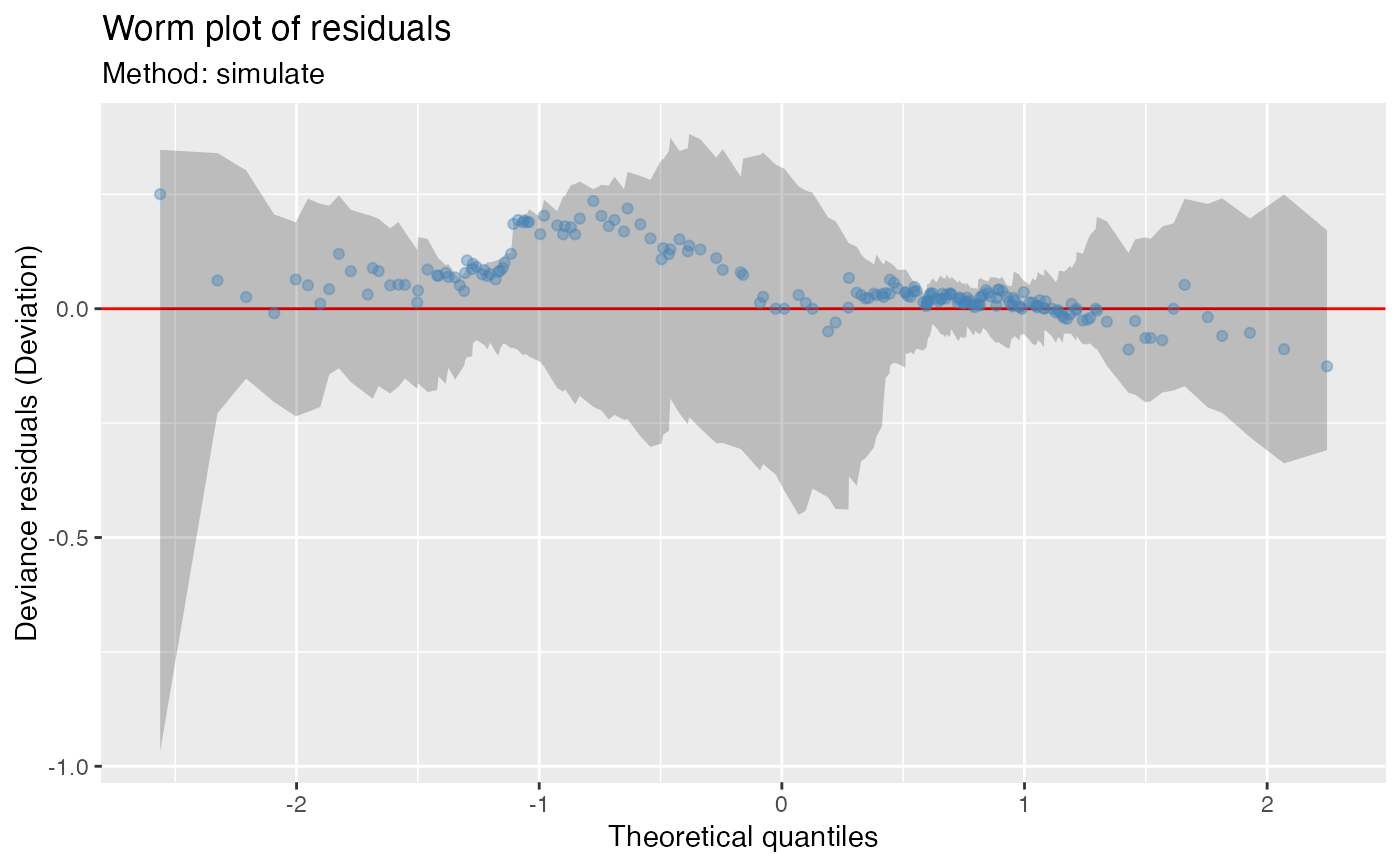 Worm plot of residuals
Method: simulate
Deviance residuals (Deviation)
0.0
-0.5
-1.0
-2
-1
0
1
2
Theoretical quantiles